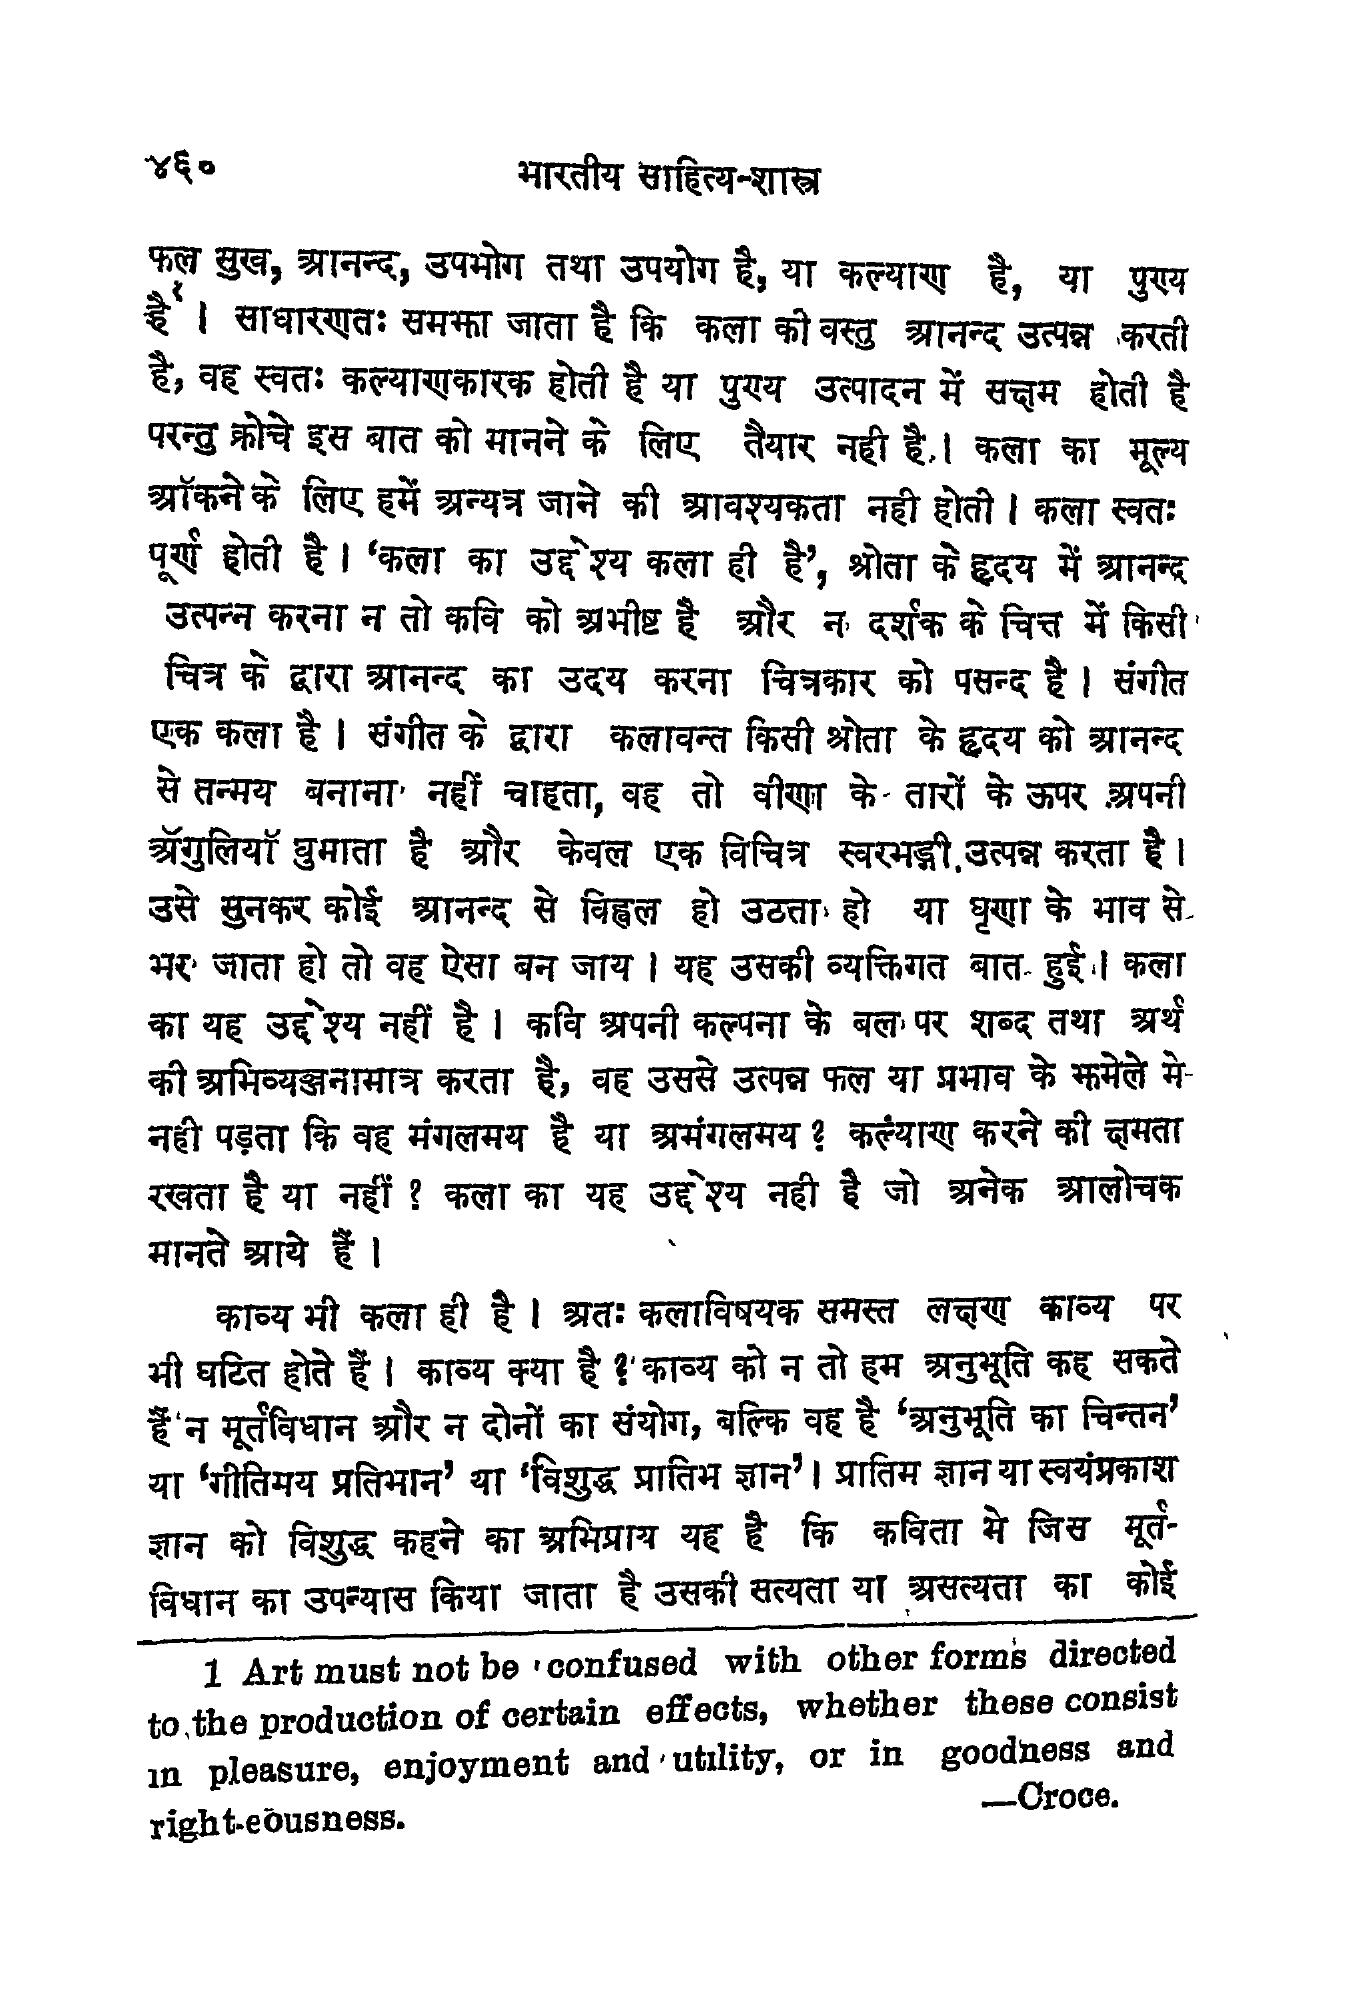 ४६०
भारतीय साहित्य-शास्त्र
फल सुख, आनन्द, उपभोग तथा उपयोग है, या कल्याण है, या पुण्य
है¹ । साधारणतः समझा जाता है कि कला की वस्तु आनन्द उत्पन्न करती
है, वह स्वतः कल्याणकारक होती है या पुण्य उत्पादन में सक्षम होती है
परन्तु क्रोचे इस बात को मानने के लिए तैयार नही है । कला का मूल्य
ऑकने के लिए हमें अन्यत्र जाने की आवश्यकता नही होती । कला स्वतः
पूर्ण होती है । ‘कला का उद्देश्य कला ही है’, श्रोता के हृदय में आनन्द
उत्पन्न करना न तो कवि को अभीष्ट है और न दर्शक के चित्त में किसी
चित्र के द्वारा आनन्द का उदय करना चित्रकार को पसन्द है । संगीत
एक कला है । संगीत के द्वारा कलावन्त किसी श्रोता के हृदय को आनन्द
से तन्मय बनाना नहीं चाहता, वह तो वीणा के तारों के ऊपर अपनी
अँगुलियॉ घुमाता है और केवल एक विचित्र स्वरभङ्गी उत्पन्न करता है ।
उसे सुनकर कोई आनन्द से विह्वल हो उठता हो या घृणा के भाव से
भर जाता हो तो वह ऐसा बन जाय । यह उसकी व्यक्तिगत बात हुई । कला
का यह उद्देश्य नहीं है । कवि अपनी कल्पना के बल पर शब्द तथा अर्थ
की अभिव्यञ्जनामात्र करता है, वह उससे उत्पन्न फल या प्रभाव के झमेले मे
नही पड़ता कि वह मंगलमय है या अमंगलमय ? कल्याण करने की क्षमता
रखता है या नहीं ? कला का यह उद्देश्य नही है जो अनेक आलोचक
मानते आये हैं ।
काव्य भी कला ही है । अतः कलाविषयक समस्त लक्षण काव्य पर
भी घटित होते हैं । काव्य क्या है ? काव्य को न तो हम अनुभूति कह सकते
हैं न मूर्तविधान और न दोनों का संयोग, बल्कि वह है ‘अनुभूति का चिन्तन’
या ‘गीतिमय प्रतिभान’ या ‘विशुद्ध प्रातिभ ज्ञान’ । प्रातिम ज्ञान या स्वयंप्रकाश
ज्ञान को विशुद्ध कहने का अभिप्राय यह है कि कविता मे जिस मूर्त-
विधान का उपन्यास किया जाता है उसकी सत्यता या असत्यता का कोई
1 Art must not be confused with other forms directed
to the production of certain effects, whether these consist
in pleasure, enjoyment and utility, or in goodness and
right-eousness.
—Croce.